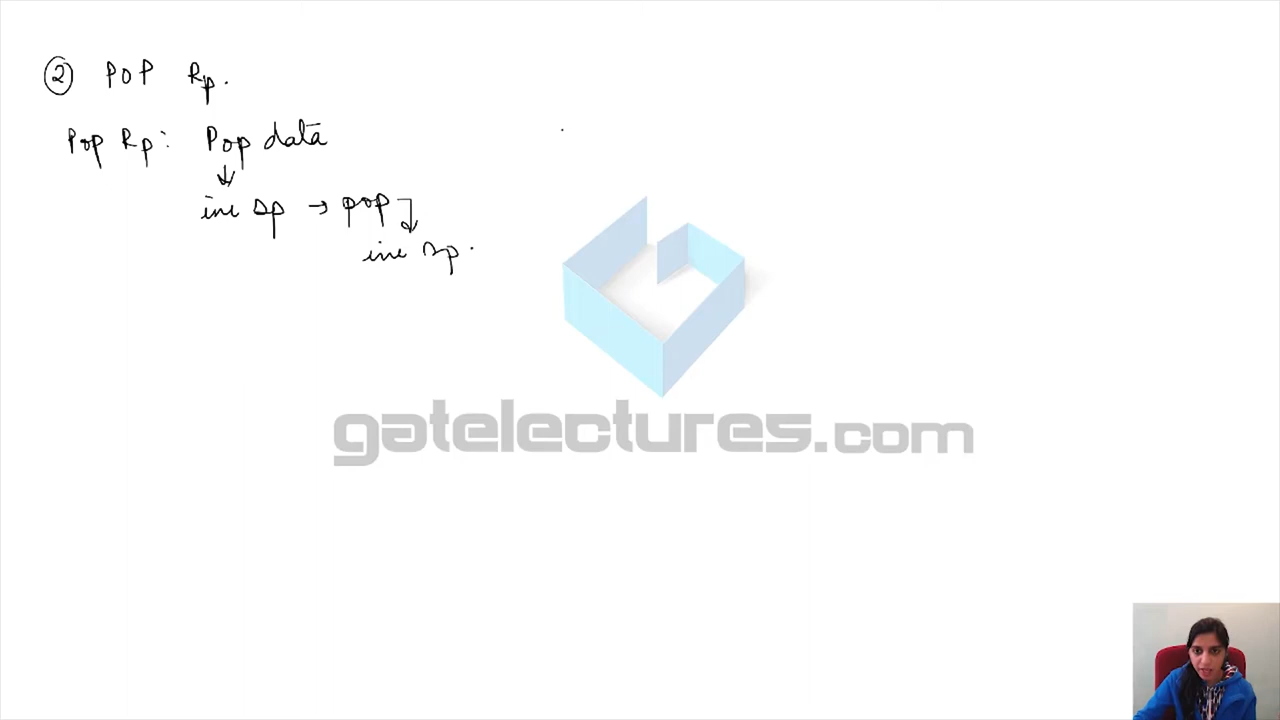 ② POP Rp.
Pop Rp: Pop data
↓
inc sp → pop
↓
inc sp.
gatelectures.com